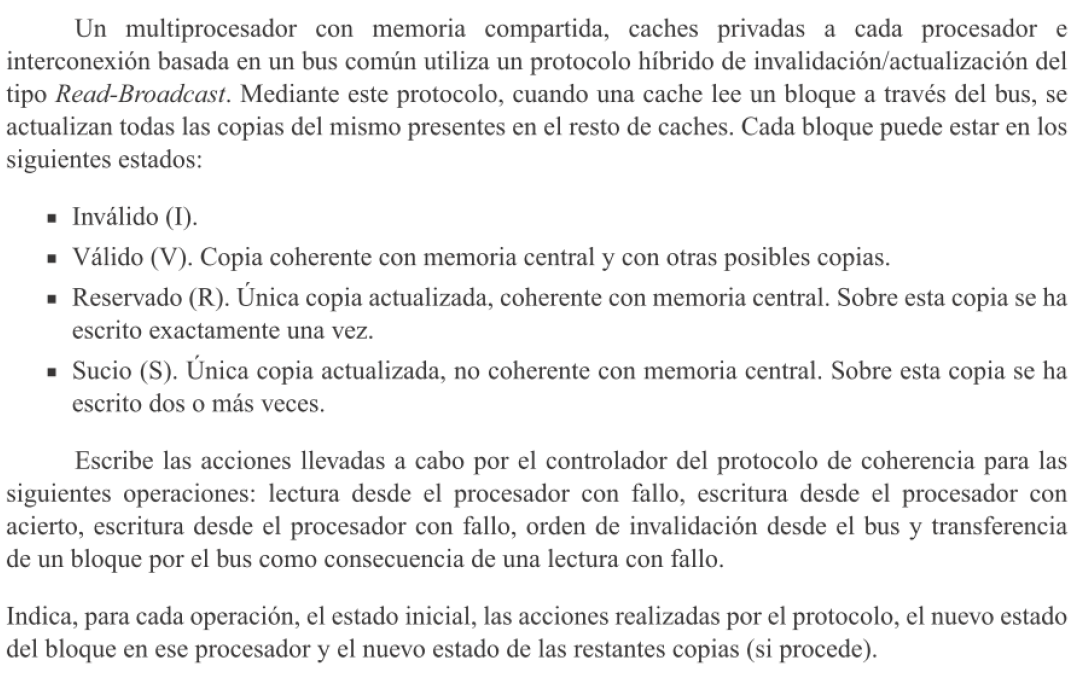 Un multiprocesador con memoria compartida, caches privadas a cada procesador e
interconexión basada en un bus común utiliza un protocolo híbrido de invalidación/actualización del
tipo Read-Broadcast. Mediante este protocolo, cuando una cache lee un bloque a través del bus, se
actualizan todas las copias del mismo presentes en el resto de caches. Cada bloque puede estar en los
siguientes estados:
▪ Inválido (I).
▪ Válido (V). Copia coherente con memoria central y con otras posibles copias.
▪ Reservado (R). Única copia actualizada, coherente con memoria central. Sobre esta copia se ha
escrito exactamente una vez.
▪ Sucio (S). Única copia actualizada, no coherente con memoria central. Sobre esta copia se ha
escrito dos o más veces.
Escribe las acciones llevadas a cabo por el controlador del protocolo de coherencia para las
siguientes operaciones: lectura desde el procesador con fallo, escritura desde el procesador con
acierto, escritura desde el procesador con fallo, orden de invalidación desde el bus y transferencia
de un bloque por el bus como consecuencia de una lectura con fallo.
Indica, para cada operación, el estado inicial, las acciones realizadas por el protocolo, el nuevo estado
del bloque en ese procesador y el nuevo estado de las restantes copias (si procede).